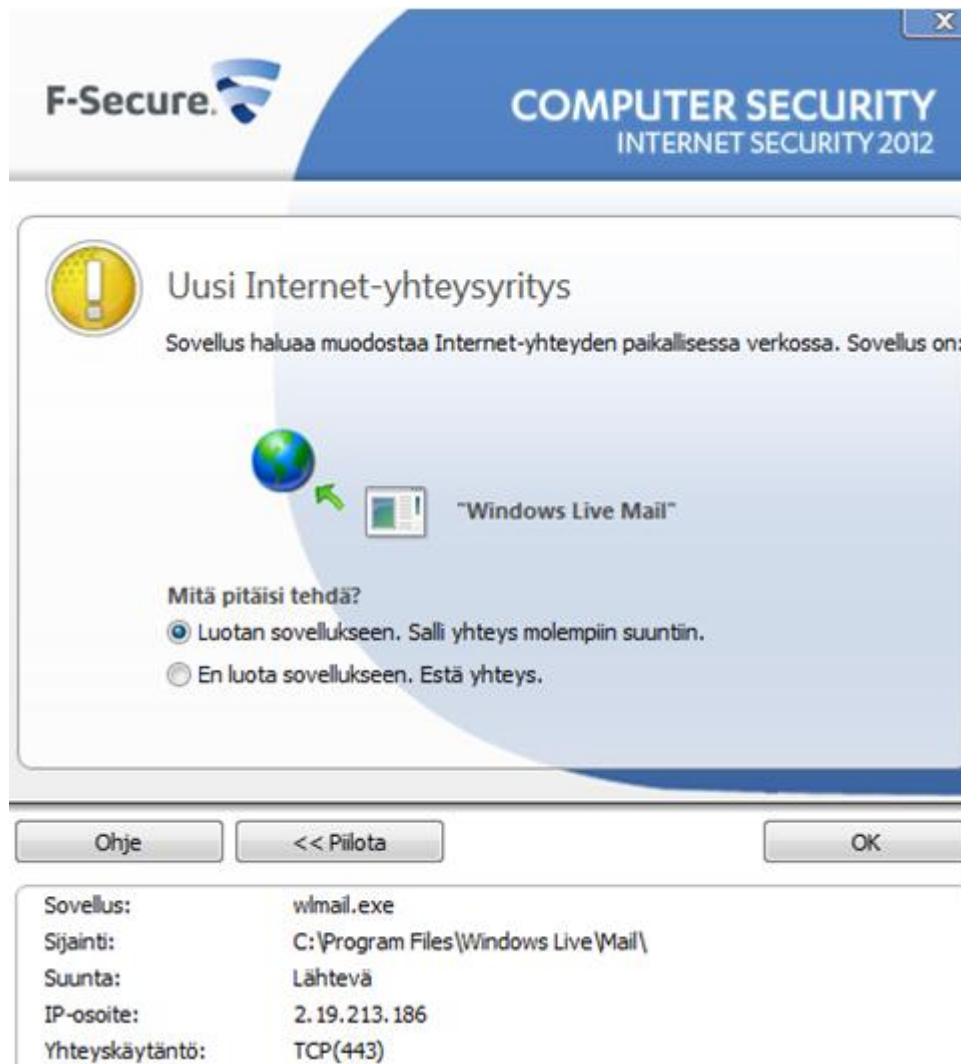 X
F-Secure.
COMPUTER SECURITY
INTERNET SECURITY 2012
Uusi Internet-yhteysyritys
Sovellus haluaa muodostaa Internet-yhteyden paikallisessa verkossa. Sovellus on:
"Windows Live Mail"
Mitä pitäisi tehdä?
Luotan sovellukseen. Salli yhteys molempiin suuntiin.
En luota sovellukseen. Estä yhteys.
Ohje
<< Piilota
OK
Sovellus: wlmail.exe
Sijainti: C:\Program Files\Windows Live\Mail\
Suunta: Lähtevä
IP-osoite: 2.19.213.186
Yhteyskäytäntö: TCP(443)